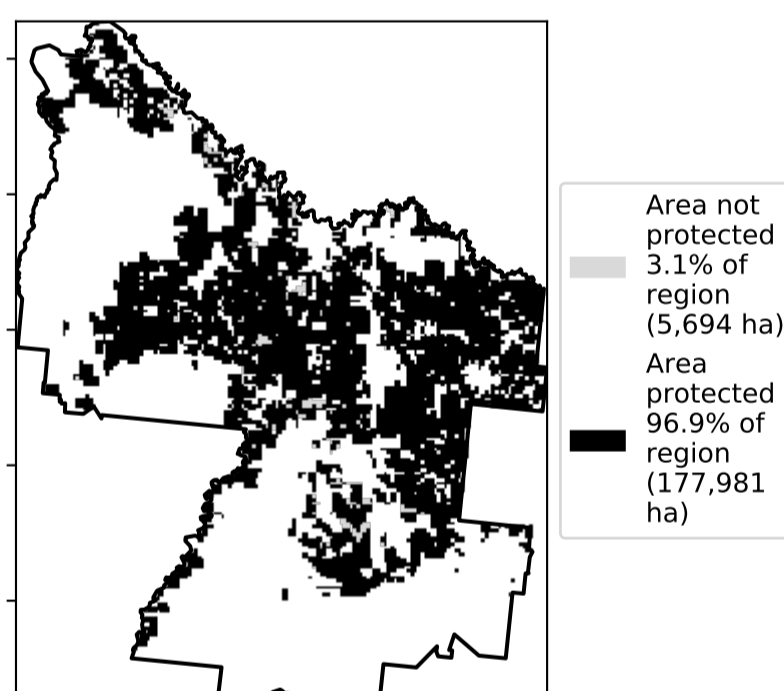 Area not
protected
3.1% of
region
(5,694 ha)
Area
protected
96.9% of
region
(177,981
ha)